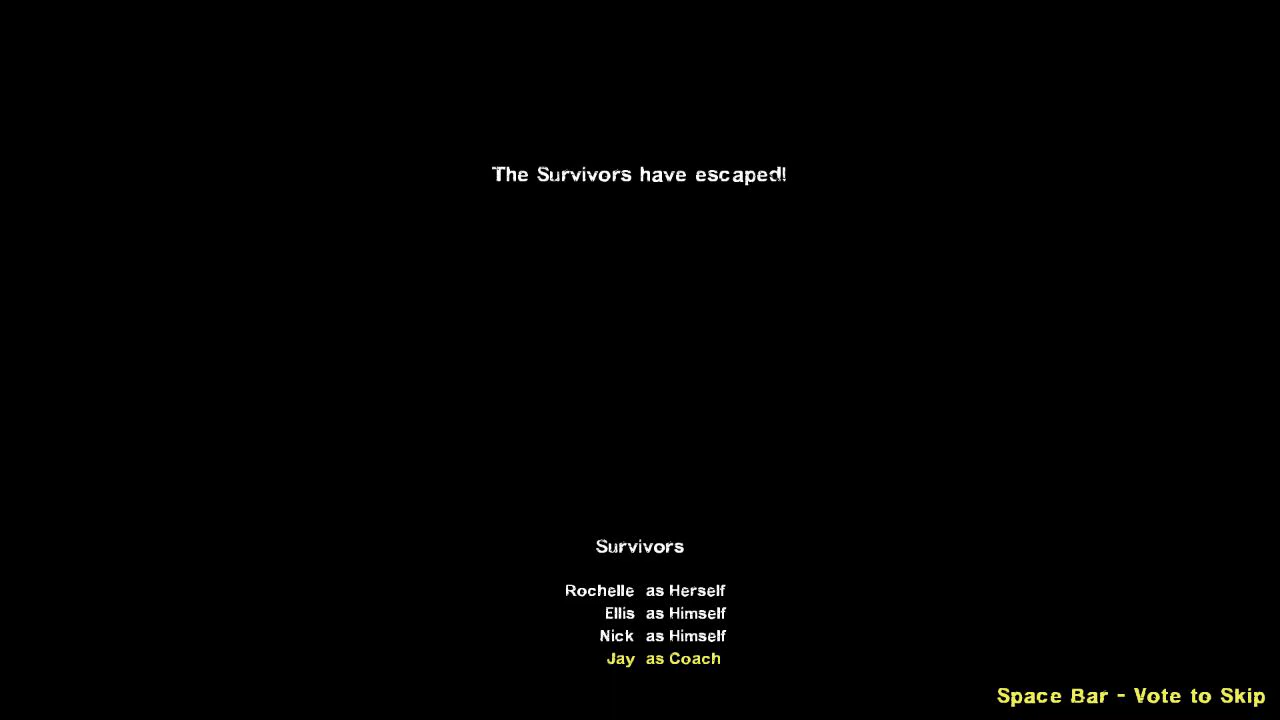 The Survivors have escaped!
Survivors
Rochelle as Herself
Ellis as Himself
Nick as Himself
Jay as Coach
Space Bar - Vote to Skip